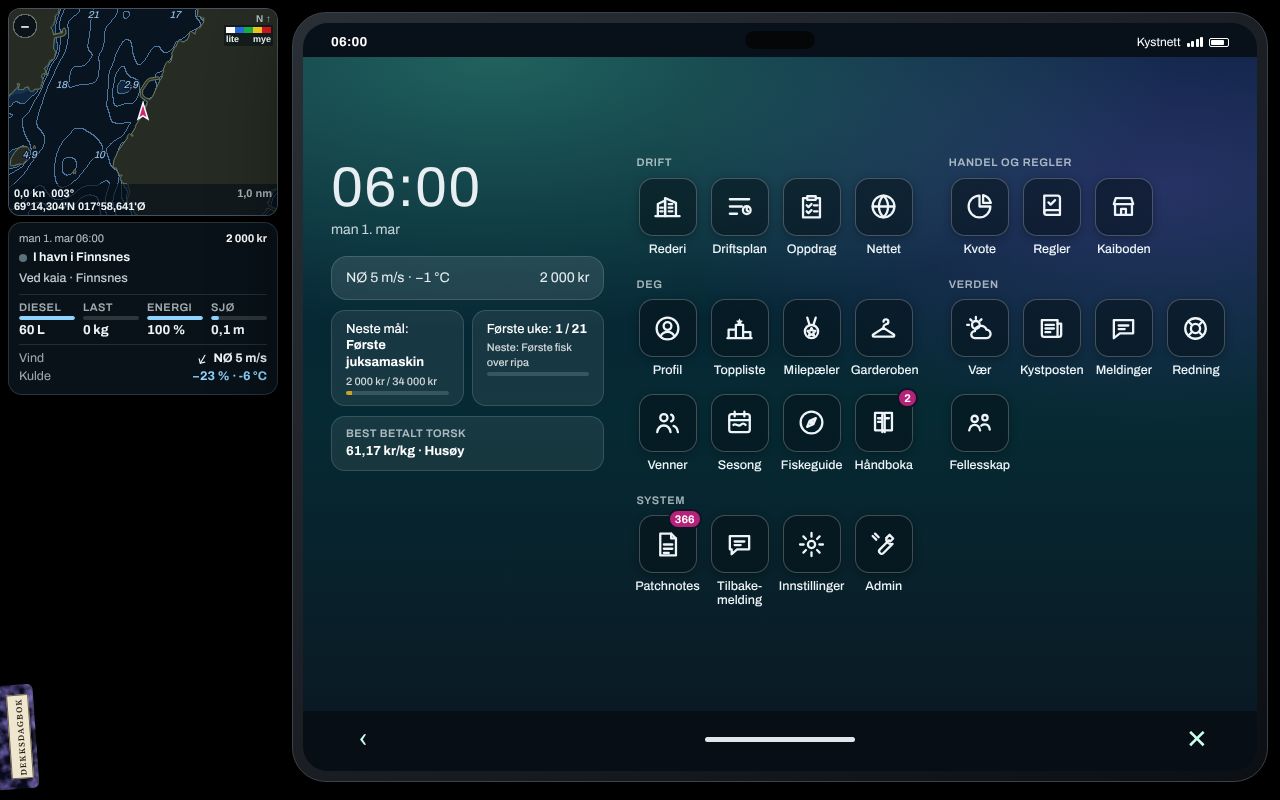 21
17
N ↑
lite mye
18
2,9
4,9
10
0,0 kn 003°
1,0 nm
69°14,304'N 017°58,641'Ø
man 1. mar 06:00
2 000 kr
I havn i Finnsnes
Ved kaia · Finnsnes
DIESEL LAST ENERGI SJØ
60 L 0 kg 100 % 0,1 m
Vind ↙ NØ 5 m/s
Kulde −23 % · -6 °C
DEKKSDAGBOK
06:00
Kystnett
06:00
man 1. mar
NØ 5 m/s · −1 °C 2 000 kr
Neste mål:
Første
juksamaskin
2 000 kr / 34 000 kr
Første uke: 1 / 21
Neste: Første fisk
over ripa
BEST BETALT TORSK
61,17 kr/kg · Husøy
DRIFT
Rederi Driftsplan Oppdrag Nettet
DEG
Profil Toppliste Milepæler Garderoben
2
Venner Sesong Fiskeguide Håndboka
SYSTEM
366
Patchnotes Tilbake-
melding Innstillinger Admin
HANDEL OG REGLER
Kvote Regler Kaiboden
VERDEN
Vær Kystposten Meldinger Redning
Fellesskap